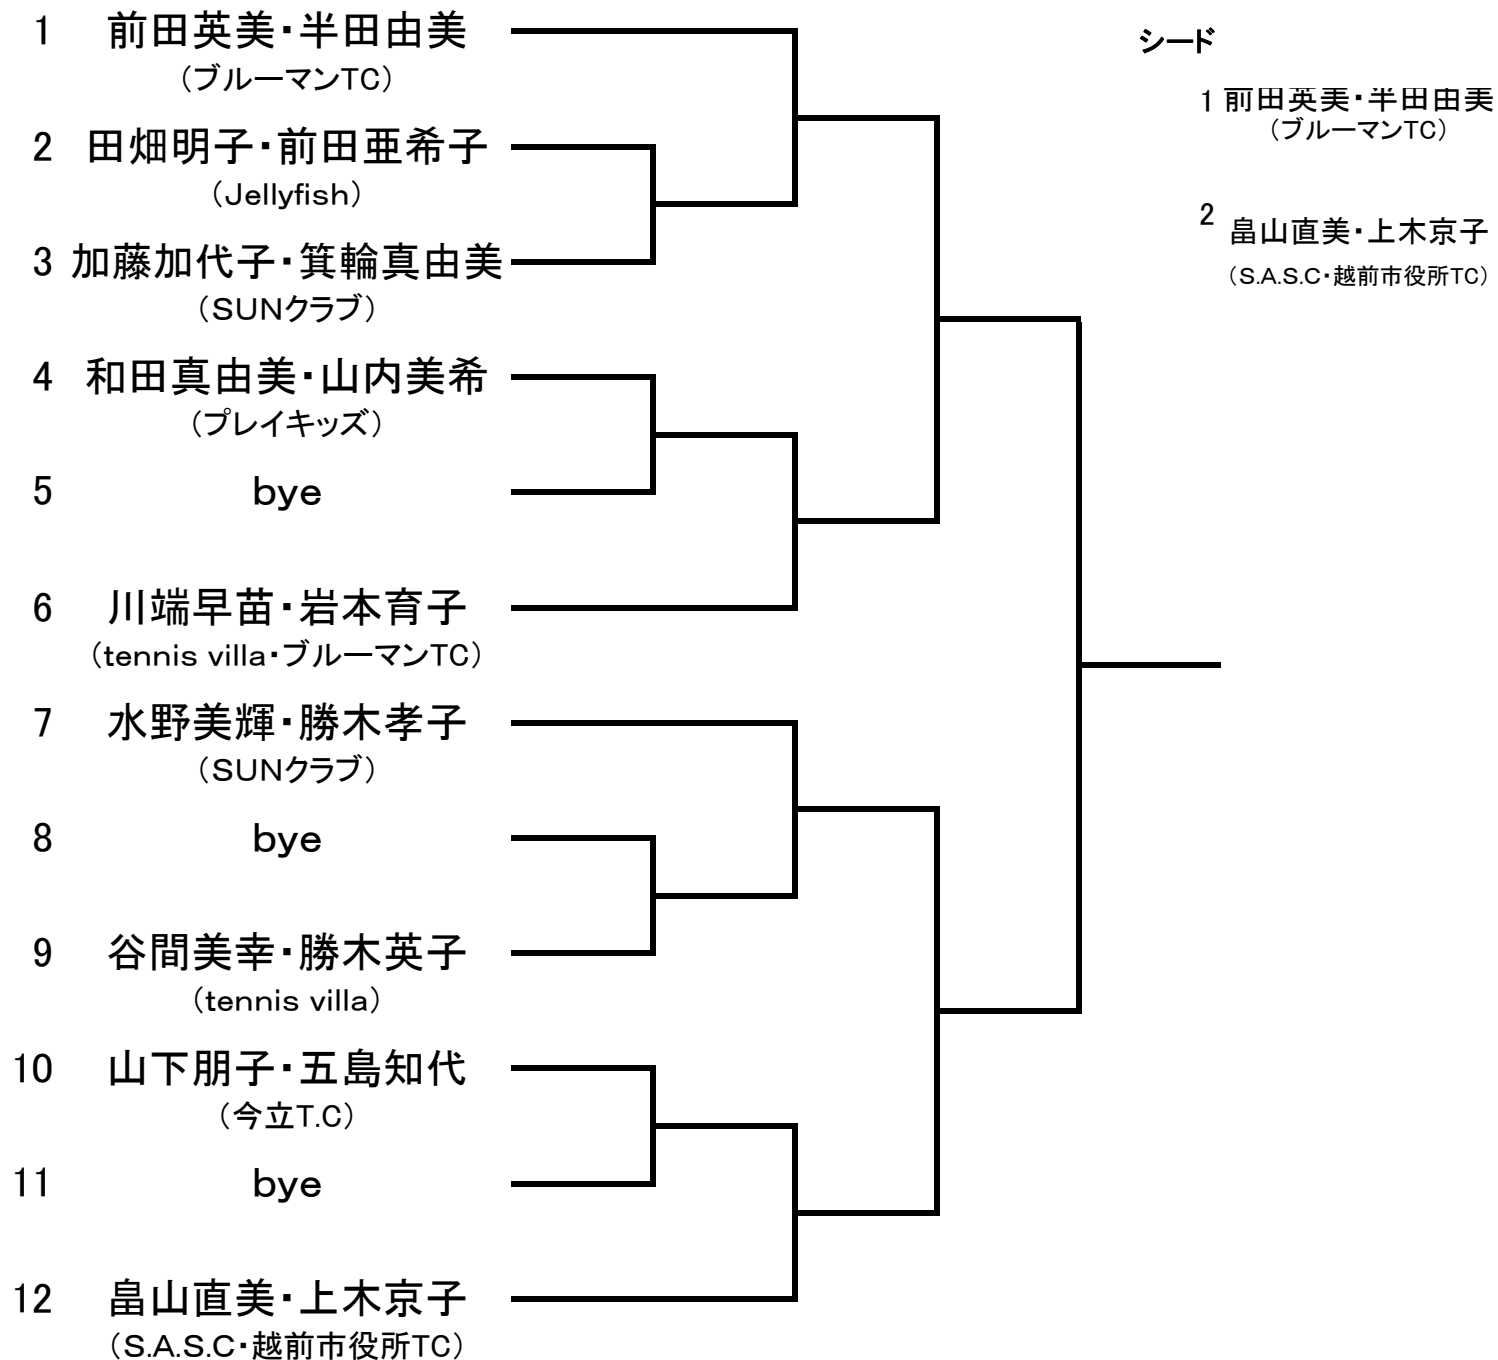 1 前田英美・半田由美
（ブルーマンTC）
2 田畑明子・前田亜希子
（Jellyfish）
3 加藤加代子・箕輪真由美
（SUNクラブ）
4 和田真由美・山内美希
（プレイキッズ）
5 bye
6 川端早苗・岩本育子
（tennis villa・ブルーマンTC）
7 水野美輝・勝木孝子
（SUNクラブ）
8 bye
9 谷間美幸・勝木英子
（tennis villa）
10 山下朋子・五島知代
（今立T.C）
11 bye
12 畠山直美・上木京子
（S.A.S.C・越前市役所TC）
シード
1 前田英美・半田由美
（ブルーマンTC）
2 畠山直美・上木京子
（S.A.S.C・越前市役所TC）